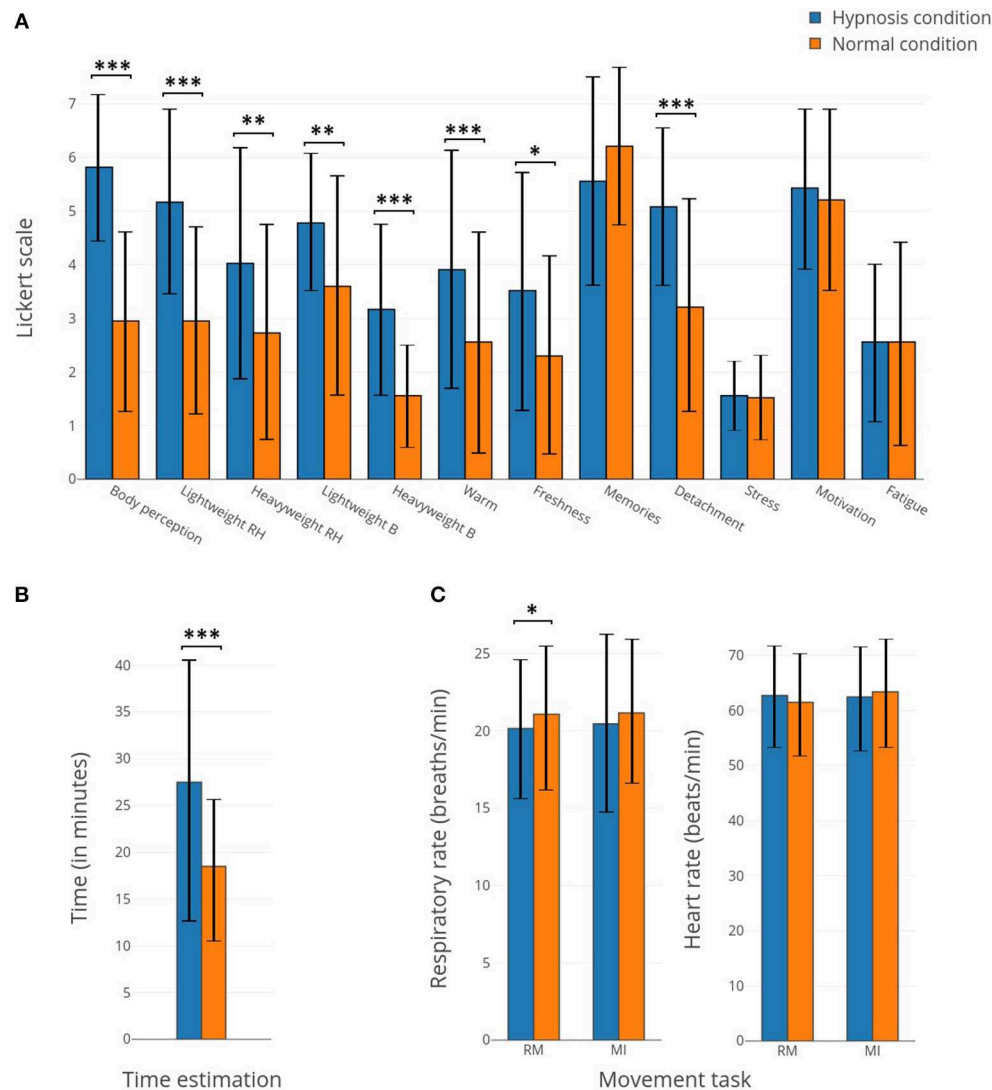 A
Hypnosis condition
Normal condition
***
***
**
**
***
***
*
***
7
6
5
4
3
2
1
0
Lickert scale
Body perception
Lightweight RH
Heavyweight RH
Lightweight B
Heavyweight B
Warm
Freshness
Memories
Detachment
Stress
Motivation
Fatigue
B
***
40
35
30
25
20
15
10
5
0
Time (in minutes)
Time estimation
C
*
25
20
15
10
5
0
Respiratory rate (breaths/min)
RM MI
70
60
50
40
30
20
10
0
Heart rate (beats/min)
RM MI
Movement task